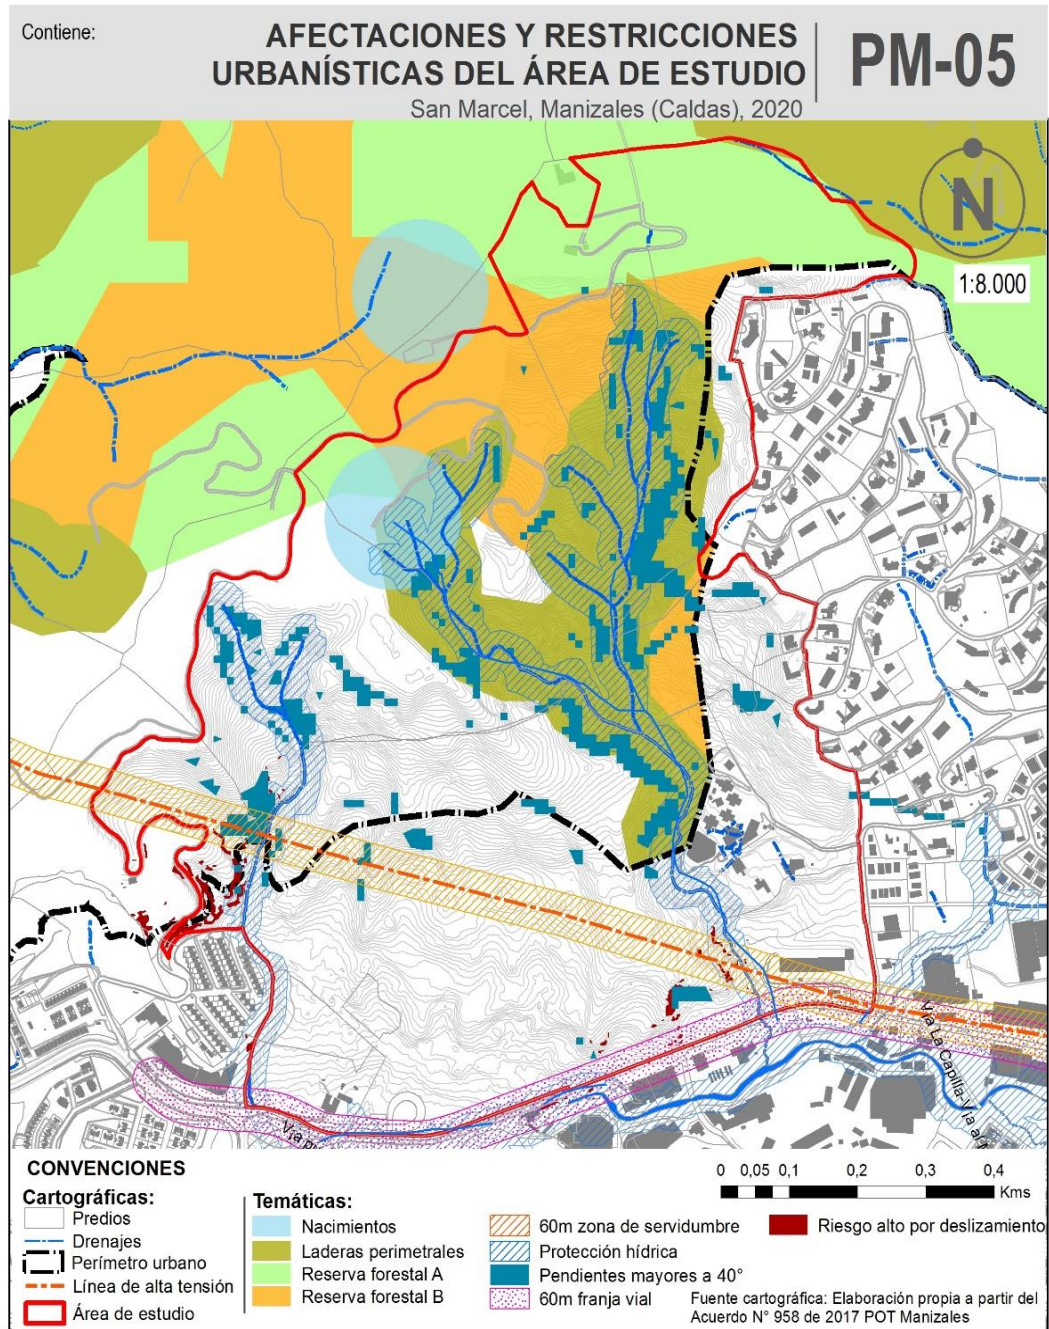 Contiene:
AFECTACIONES Y RESTRICCIONES
URBANÍSTICAS DEL ÁREA DE ESTUDIO
San Marcel, Manizales (Caldas), 2020
PM-05
N
1:8.000
Vía La Capilla-Vía al
Vía
CONVENCIONES
Cartográficas:
Predios
Drenajes
Perímetro urbano
Línea de alta tensión
Área de estudio
Temáticas:
Nacimientos
Laderas perimetrales
Reserva forestal A
Reserva forestal B
60m zona de servidumbre
Protección hídrica
Pendientes mayores a 40°
60m franja vial
Riesgo alto por deslizamiento
0 0,05 0,1 0,2 0,3 0,4
Kms
Fuente cartográfica: Elaboración propia a partir del
Acuerdo N° 958 de 2017 POT Manizales